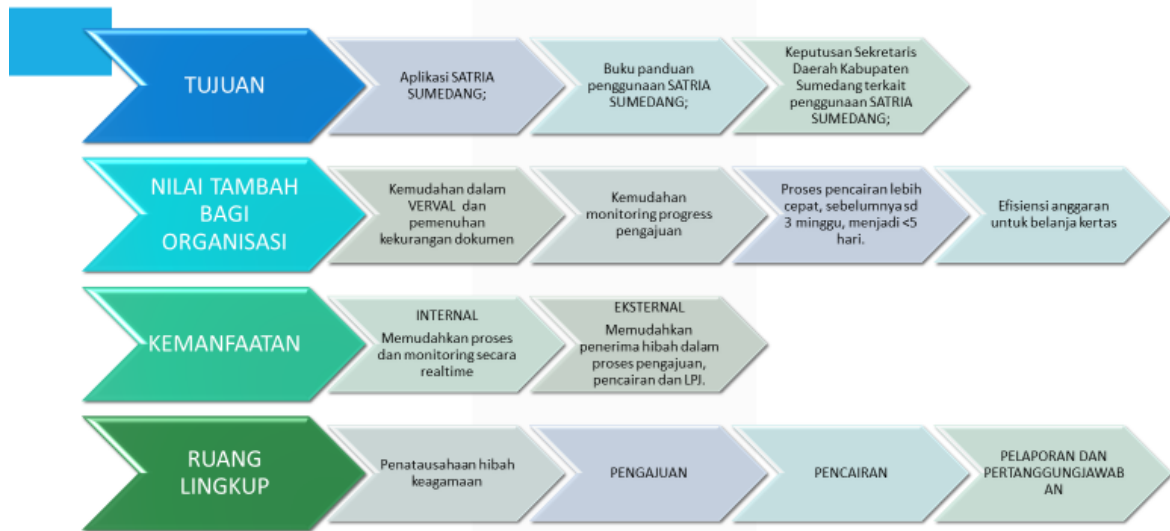 TUJUAN
Aplikasi SATRIA
SUMEDANG;
Buku panduan
penggunaan SATRIA
SUMEDANG;
Keputusan Sekretaris
Daerah Kabupaten
Sumedang terkait
penggunaan SATRIA
SUMEDANG;
NILAI TAMBAH
BAGI
ORGANISASI
Kemudahan dalam
VERVAL dan
pemenuhan
kekurangan dokumen
Kemudahan
monitoring progress
pengajuan
Proses pencairan lebih
cepat, sebelumnya sd
3 minggu, menjadi <5
hari.
Efisiensi anggaran
untuk belanja kertas
KEMANFAATAN
INTERNAL
Memudahkan proses
dan monitoring secara
realtime
EKSTERNAL
Memudahkan
penerima hibah dalam
proses pengajuan,
pencairan dan LPJ.
RUANG
LINGKUP
Penatausahaan hibah
keagamaan
PENGAJUAN
PENCAIRAN
PELAPORAN DAN
PERTANGGUNGJAWAB
AN